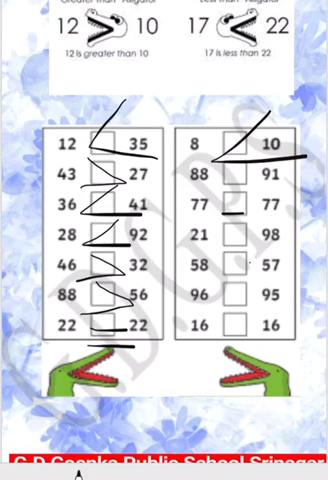 Greater than "Alligator"
Less than "Alligator"
12 > 10
17 < 22
12 is greater than 10
17 is less than 22
12 < 35
8 < 10
43 > 27
88 91
36 < 41
77 77
28 < 92
21 98
46 > 32
58 57
88 > 56
96 95
22 = 22
16 16
G.D.G.P.S
G.D.Goenka Public School Srinagar